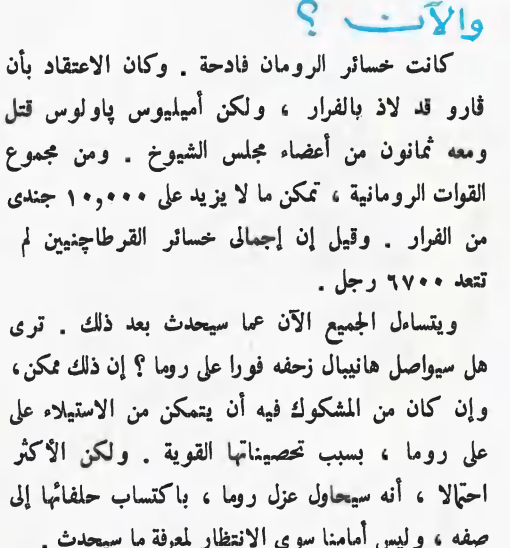 والآن ؟
كانت خسائر الرومان فادحة . وكان الاعتقاد بأن
ڤارو قد لاذ بالفرار ، ولكن أميليوس پاولوس قتل
ومعه ثمانون من أعضاء مجلس الشيوخ . ومن مجموع
القوات الرومانية ، تمكن ما لا يزيد على ١٠,٠٠٠ جندى
من الفرار . وقيل إن إجمالى خسائر القرطاچنيين لم
تتعد ٦٧٠٠ رجل .
ويتساءل الجميع الآن عما سيحدث بعد ذلك . ترى
هل سيواصل هانيبال زحفه فورا على روما ؟ إن ذلك ممكن ،
وإن كان من المشكوك فيه أن يتمكن من الاستيلاء على
على روما ، بسبب تحصيناتها القوية . ولكن الأكثر
احتمالا ، أنه سيحاول عزل روما ، باكتساب حلفائها إلى
صفه ، وليس أمامنا سوى الانتظار لمعرفة ما سيحدث .